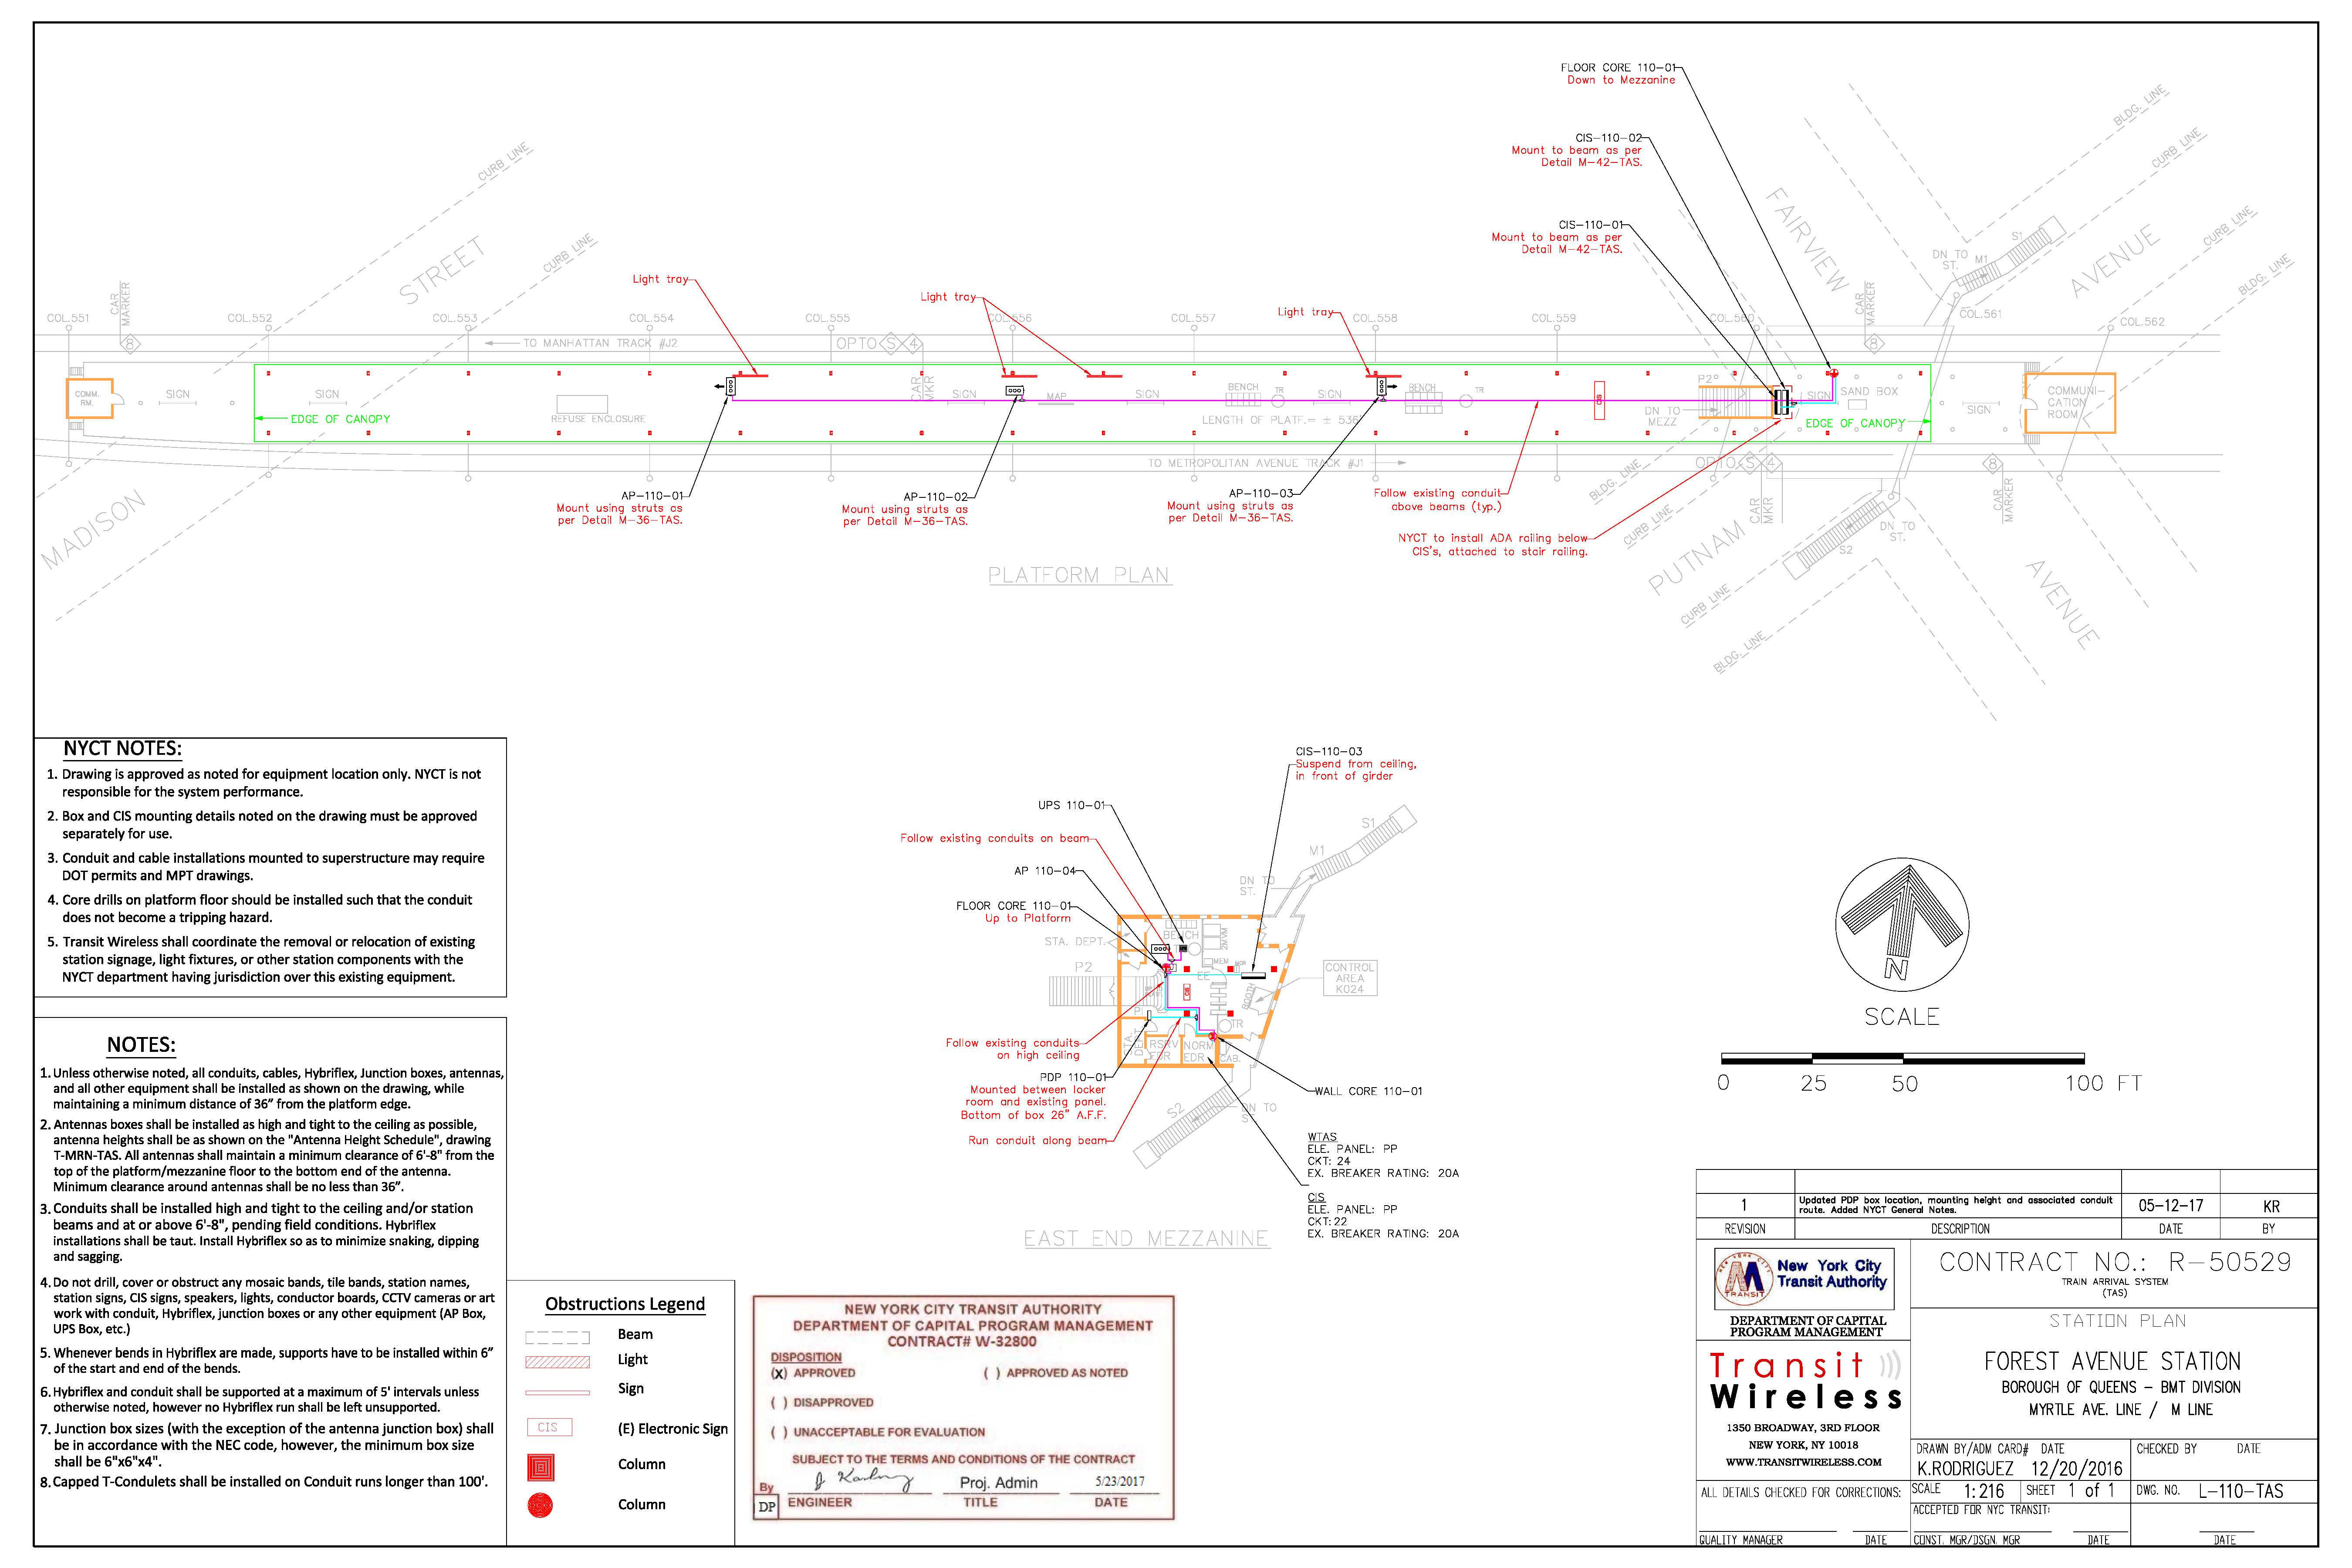 FLOOR CORE 110-01
Down to Mezzanine
CIS-110-02
Mount to beam as per
Detail M-42-TAS.
CIS-110-01
Mount to beam as per
Detail M-42-TAS.
BLDG. LINE
CURB LINE
CURB LINE
BLDG. LINE
FAIRVIEW
AVENUE
S1
M1
DN TO
ST.
CURB LINE
STREET
CURB LINE
Light tray
Light tray
Light tray
CAR
MARKER
CAR
MARKER
COL.551
COL.552
COL.553
COL.554
COL.555
COL.556
COL.557
COL.558
COL.559
COL.560
COL.561
COL.562
8
TO MANHATTAN TRACK #J2
OPTO S 4
8
COMM.
RM.
SIGN
SIGN
REFUSE ENCLOSURE
CAR
MKR
SIGN
MAP
SIGN
BENCH
TR
SIGN
BENCH
TR
CIS
P2
SIGN
SAND BOX
SIGN
COMMUNI-
CATION
ROOM
EDGE OF CANOPY
LENGTH OF PLATF.= ± 536'
DN TO
MEZZ
EDGE OF CANOPY
TO METROPOLITAN AVENUE TRACK #J1
OPTO S 4
8
AP-110-01
Mount using struts as
per Detail M-36-TAS.
AP-110-02
Mount using struts as
per Detail M-36-TAS.
AP-110-03
Mount using struts as
per Detail M-36-TAS.
Follow existing conduit
above beams (typ.)
NYCT to install ADA railing below
CIS's, attached to stair railing.
BLDG. LINE
CURB LINE
CAR
MKR
CAR
MARKER
DN TO
ST.
S2
MADISON
PUTNAM
AVENUE
CURB LINE
BLDG. LINE
PLATFORM PLAN
NYCT NOTES:
1. Drawing is approved as noted for equipment location only. NYCT is not
responsible for the system performance.
2. Box and CIS mounting details noted on the drawing must be approved
separately for use.
3. Conduit and cable installations mounted to superstructure may require
DOT permits and MPT drawings.
4. Core drills on platform floor should be installed such that the conduit
does not become a tripping hazard.
5. Transit Wireless shall coordinate the removal or relocation of existing
station signage, light fixtures, or other station components with the
NYCT department having jurisdiction over this existing equipment.
NOTES:
1. Unless otherwise noted, all conduits, cables, Hybriflex, Junction boxes, antennas,
and all other equipment shall be installed as shown on the drawing, while
maintaining a minimum distance of 36” from the platform edge.
2. Antennas boxes shall be installed as high and tight to the ceiling as possible,
antenna heights shall be as shown on the "Antenna Height Schedule", drawing
T-MRN-TAS. All antennas shall maintain a minimum clearance of 6'-8" from the
top of the platform/mezzanine floor to the bottom end of the antenna.
Minimum clearance around antennas shall be no less than 36”.
3. Conduits shall be installed high and tight to the ceiling and/or station
beams and at or above 6'-8", pending field conditions. Hybriflex
installations shall be taut. Install Hybriflex so as to minimize snaking, dipping
and sagging.
4. Do not drill, cover or obstruct any mosaic bands, tile bands, station names,
station signs, CIS signs, speakers, lights, conductor boards, CCTV cameras or art
work with conduit, Hybriflex, junction boxes or any other equipment (AP Box,
UPS Box, etc.)
5. Whenever bends in Hybriflex are made, supports have to be installed within 6”
of the start and end of the bends.
6. Hybriflex and conduit shall be supported at a maximum of 5' intervals unless
otherwise noted, however no Hybriflex run shall be left unsupported.
7. Junction box sizes (with the exception of the antenna junction box) shall
be in accordance with the NEC code, however, the minimum box size
shall be 6"x6"x4".
8. Capped T-Condulets shall be installed on Conduit runs longer than 100'.
CIS-110-03
Suspend from ceiling,
in front of girder
UPS 110-01
Follow existing conduits on beam
AP 110-04
FLOOR CORE 110-01
Up to Platform
S1
M1
DN TO
ST.
STA. DEPT.
BENCH
2MVM
MEM
P2
EE
CIS
BOOTH
CONTROL
AREA
K024
TR
STA.
DEPT.
RSRV
EDR
NORM
EDR
CAB.
Follow existing conduits
on high ceiling
PDP 110-01
Mounted between locker
room and existing panel.
Bottom of box 26" A.F.F.
Run conduit along beam
WALL CORE 110-01
S2
DN TO
ST.
WTAS
ELE. PANEL: PP
CKT: 24
EX. BREAKER RATING: 20A
CIS
ELE. PANEL: PP
CKT: 22
EX. BREAKER RATING: 20A
EAST END MEZZANINE
N
SCALE
0 25 50 100 FT
Obstructions Legend
Beam
Light
Sign
CIS (E) Electronic Sign
Column
Column
NEW YORK CITY TRANSIT AUTHORITY
DEPARTMENT OF CAPITAL PROGRAM MANAGEMENT
CONTRACT# W-32800
DISPOSITION
(X) APPROVED ( ) APPROVED AS NOTED
( ) DISAPPROVED
( ) UNACCEPTABLE FOR EVALUATION
SUBJECT TO THE TERMS AND CONDITIONS OF THE CONTRACT
By Proj. Admin 5/23/2017
DP ENGINEER TITLE DATE
1 Updated PDP box location, mounting height and associated conduit
route. Added NYCT General Notes. 05-12-17 KR
REVISION DESCRIPTION DATE BY
TRANSIT
New York City
Transit Authority
DEPARTMENT OF CAPITAL
PROGRAM MANAGEMENT
Transit
Wireless
1350 BROADWAY, 3RD FLOOR
NEW YORK, NY 10018
WWW.TRANSITWIRELESS.COM
ALL DETAILS CHECKED FOR CORRECTIONS:
QUALITY MANAGER DATE
CONTRACT NO.: R-50529
TRAIN ARRIVAL SYSTEM
(TAS)
STATION PLAN
FOREST AVENUE STATION
BOROUGH OF QUEENS - BMT DIVISION
MYRTLE AVE. LINE / M LINE
DRAWN BY/ADM CARD# DATE CHECKED BY DATE
K.RODRIGUEZ 12/20/2016
SCALE 1:216 SHEET 1 of 1 DWG. NO. L-110-TAS
ACCEPTED FOR NYC TRANSIT:
CONST. MGR/DSGN. MGR DATE DATE